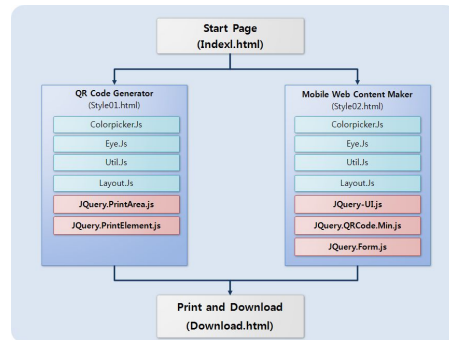 Start Page
(Indexl.html)
QR Code Generator
(Style01.html)
Colorpicker.Js
Eye.Js
Util.Js
Layout.Js
JQuery.PrintArea.js
JQuery.PrintElement.js
Mobile Web Content Maker
(Style02.html)
Colorpicker.Js
Eye.Js
Util.Js
Layout.Js
JQuery-UI.js
JQuery.QRCode.Min.js
JQuery.Form.js
Print and Download
(Download.html)